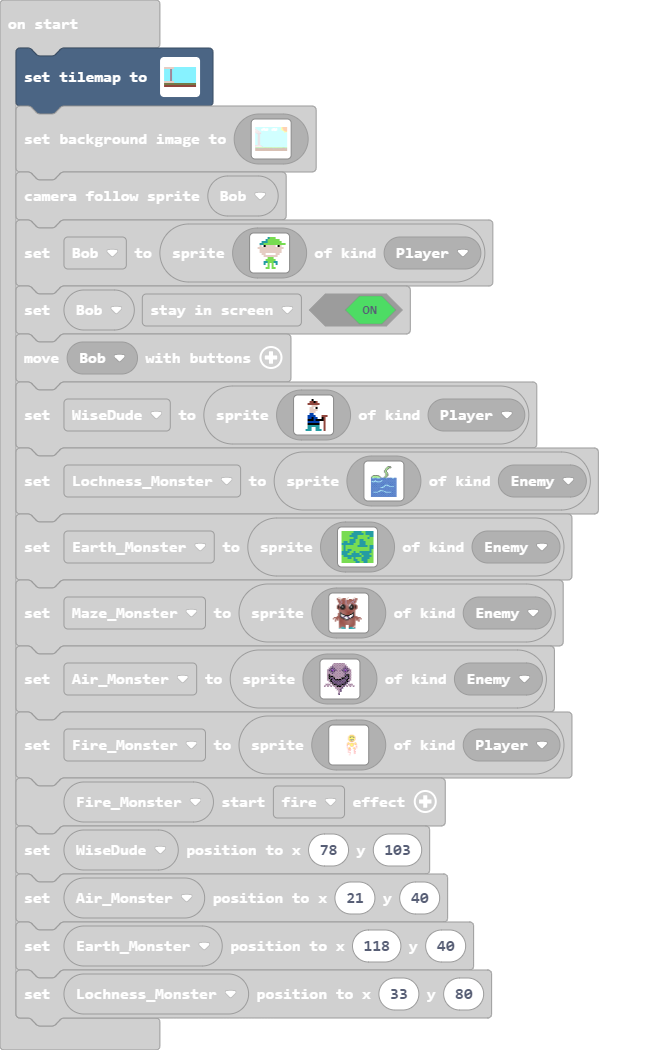 on start
set tilemap to
set background image to
camera follow sprite Bob
set Bob to sprite of kind Player
set Bob stay in screen ON
move Bob with buttons
set WiseDude to sprite of kind Player
set Lochness_Monster to sprite of kind Enemy
set Earth_Monster to sprite of kind Enemy
set Maze_Monster to sprite of kind Enemy
set Air_Monster to sprite of kind Enemy
set Fire_Monster to sprite of kind Player
Fire_Monster start fire effect
set WiseDude position to x 78 y 103
set Air_Monster position to x 21 y 40
set Earth_Monster position to x 118 y 40
set Lochness_Monster position to x 33 y 80